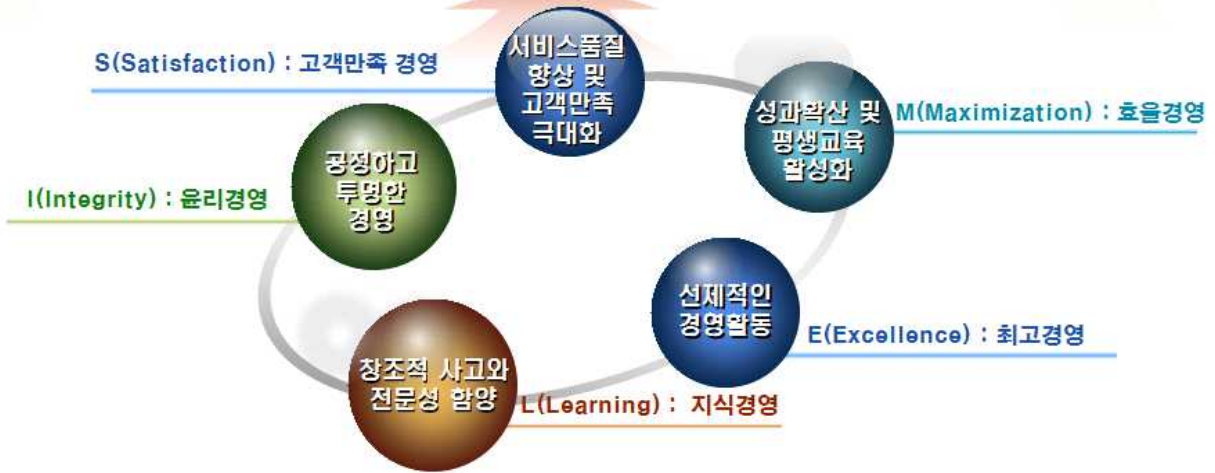 S(Satisfaction) : 고객만족 경영
서비스품질
향상 및
고객만족
극대화
성과확산 및
평생교육
활성화
M(Maximization) : 효율경영
공정하고
투명한
경영
I(Integrity) : 윤리경영
선제적인
경영활동
E(Excellence) : 최고경영
창조적 사고와
전문성 함양
L(Learning) : 지식경영